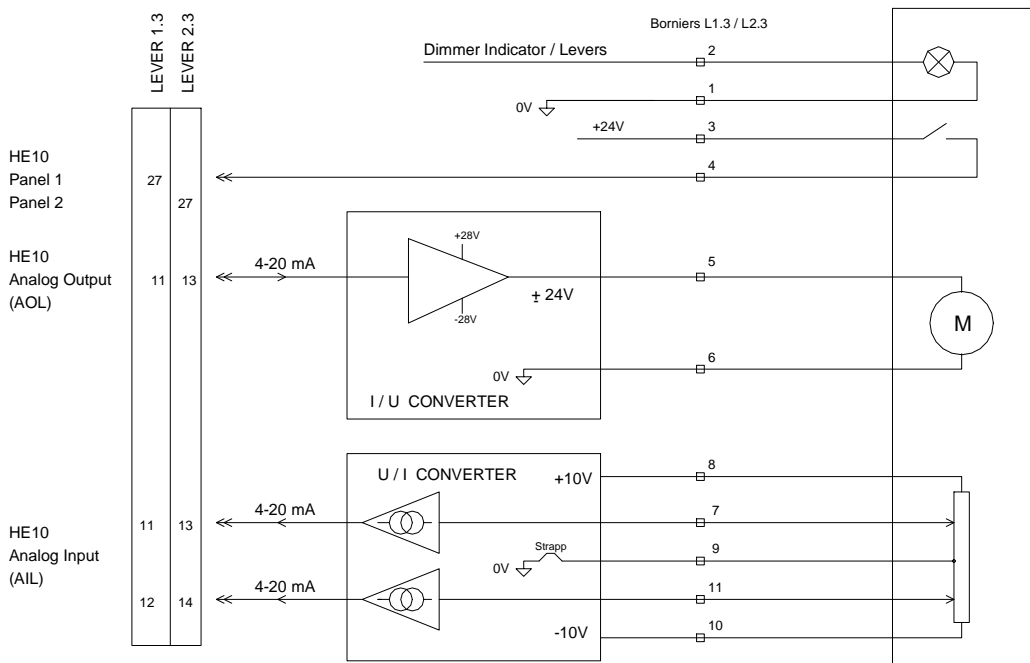 LEVER 1.3
LEVER 2.3
Borniers L1.3 / L2.3
Dimmer Indicator / Levers
2
0V
1
+24V
3
HE10
Panel 1
Panel 2
27
27
4
HE10
Analog Output
(AOL)
11
13
4-20 mA
+28V
-28V
± 24V
5
M
0V
6
I / U CONVERTER
U / I CONVERTER
+10V
8
HE10
Analog Input
(AIL)
11
13
4-20 mA
7
Strapp
0V
9
12
14
4-20 mA
11
-10V
10